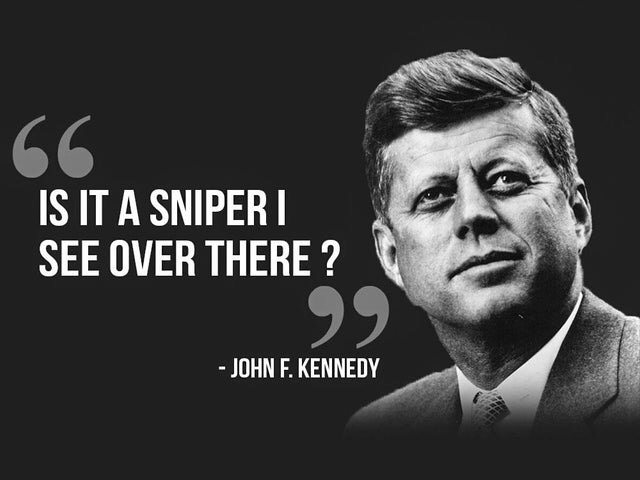 “
IS IT A SNIPER I
SEE OVER THERE ?
”
- JOHN F. KENNEDY